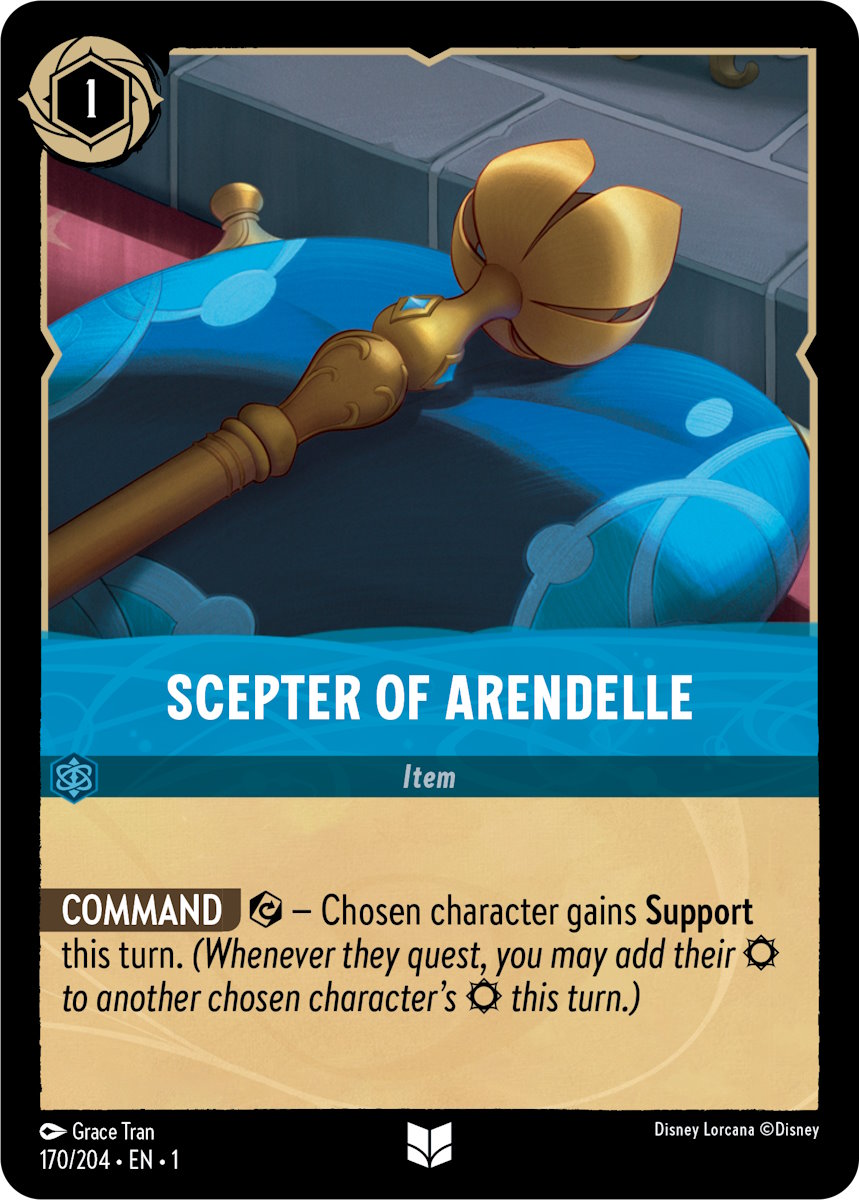 1
SCEPTER OF ARENDELLE
Item
COMMAND – Chosen character gains Support
this turn. (Whenever they quest, you may add their
to another chosen character’s this turn.)
Grace Tran
Disney Lorcana ©Disney
170/204 • EN • 1